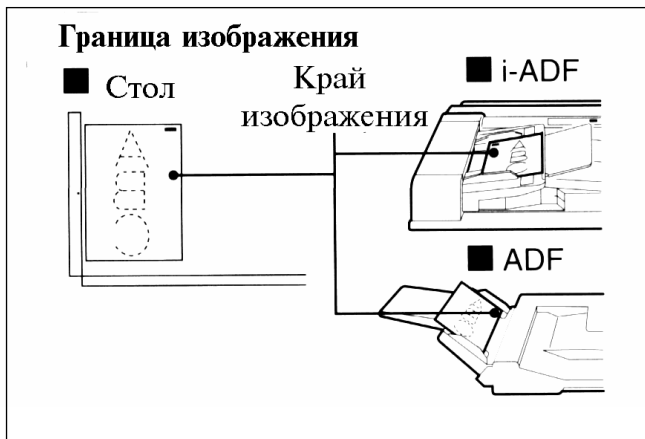 Граница изображения
Стол
Край
изображения
i-ADF
ADF